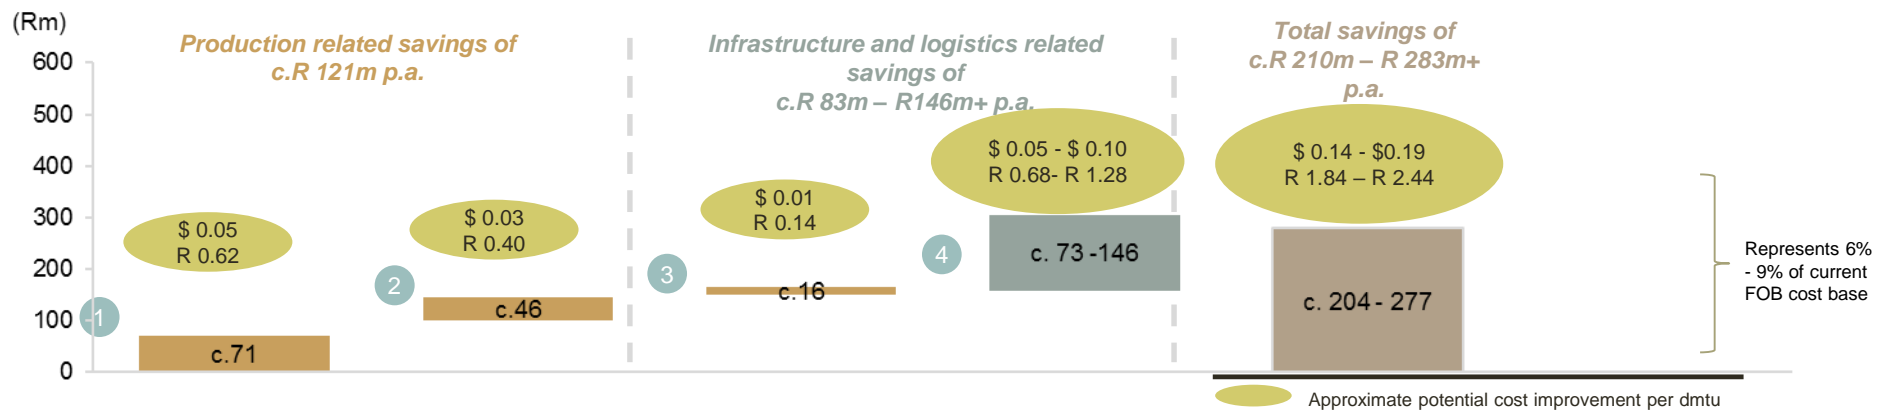 (Rm)
Production related savings of
c.R 121m p.a.
Infrastructure and logistics related
savings of
c.R 83m – R146m+ p.a.
Total savings of
c.R 210m – R 283m+
p.a.
600
500
400
300
200
100
0
1
$ 0.05
R 0.62
c.71
2
$ 0.03
R 0.40
c.46
3
$ 0.01
R 0.14
c.16
4
$ 0.05 - $ 0.10
R 0.68- R 1.28
c. 73 -146
$ 0.14 - $0.19
R 1.84 – R 2.44
c. 204 - 277
Represents 6%
- 9% of current
FOB cost base
Approximate potential cost improvement per dmtu